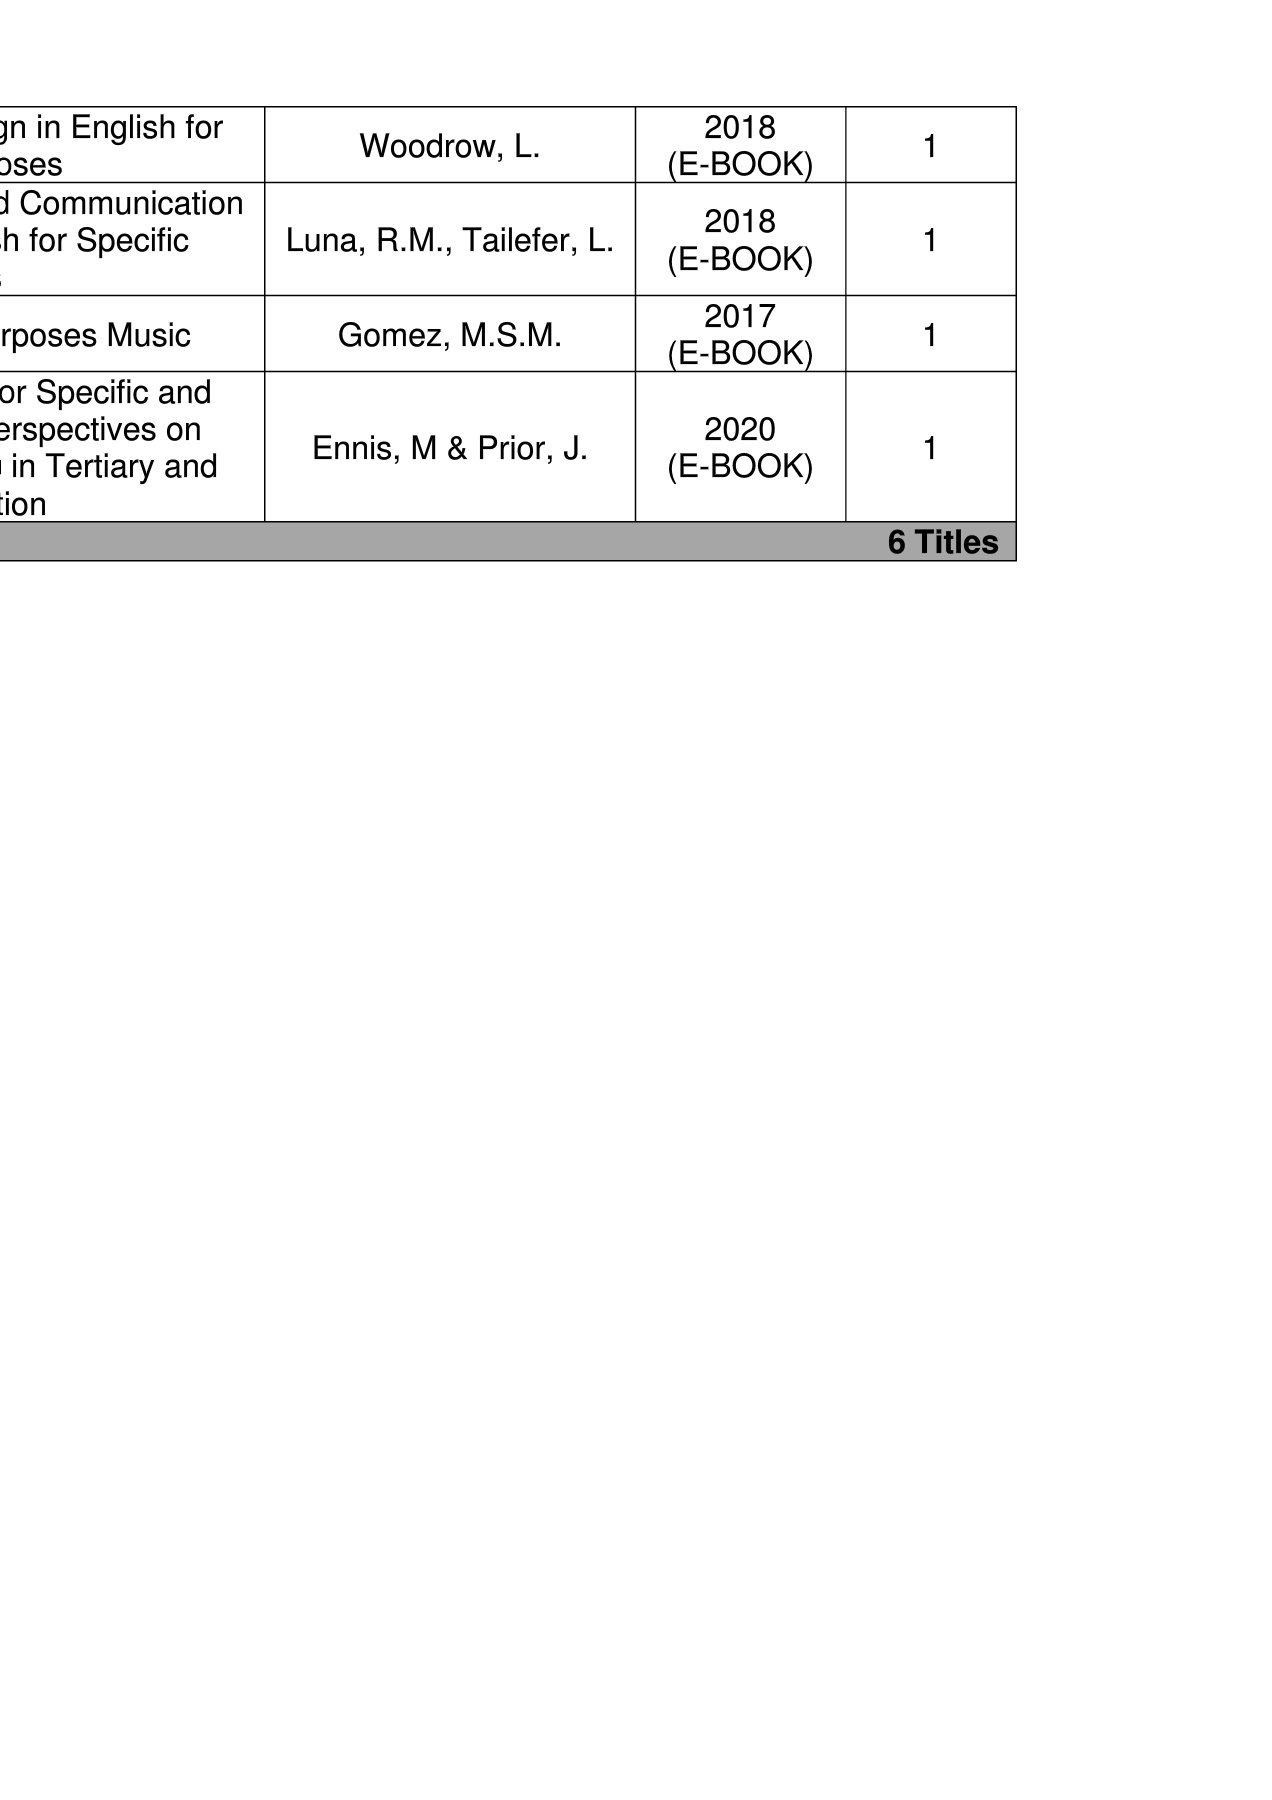 gn in English for
oses
Woodrow, L.
2018
(E-BOOK)
1
d Communication
h for Specific
s
Luna, R.M., Tailefer, L.
2018
(E-BOOK)
1
rposes Music
Gomez, M.S.M.
2017
(E-BOOK)
1
or Specific and
erspectives on
in Tertiary and
tion
Ennis, M & Prior, J.
2020
(E-BOOK)
1
6 Titles